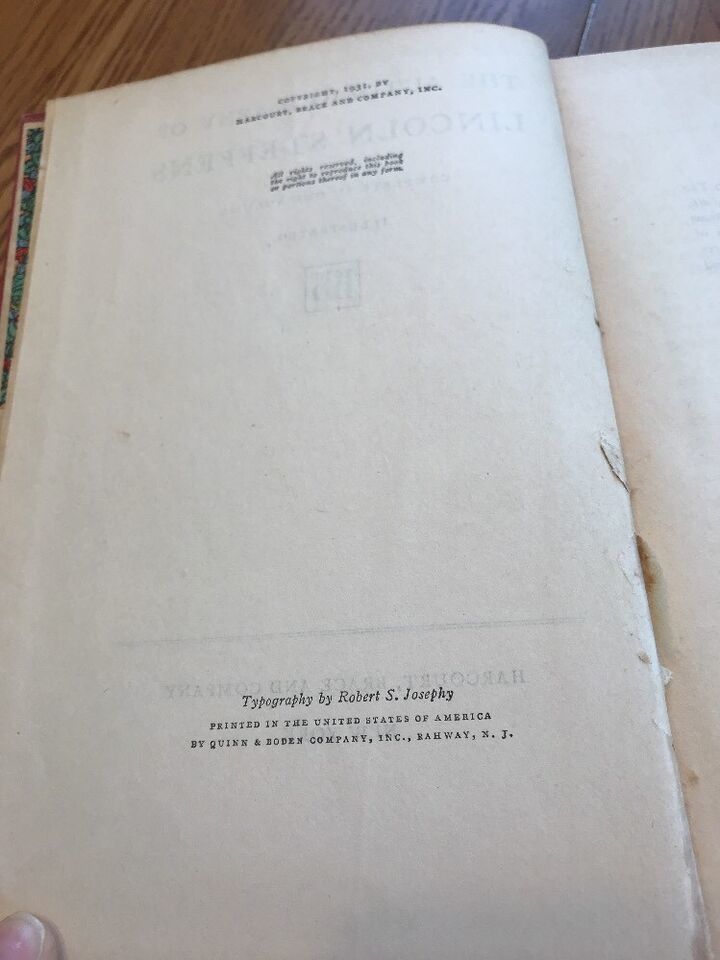 COPYRIGHT, 1931, BY
HARCOURT, BRACE AND COMPANY, INC.
All rights reserved, including
the right to reproduce this book
or portions thereof in any form.
Typography by Robert S. Josephy
PRINTED IN THE UNITED STATES OF AMERICA
BY QUINN & BODEN COMPANY, INC., RAHWAY, N. J.